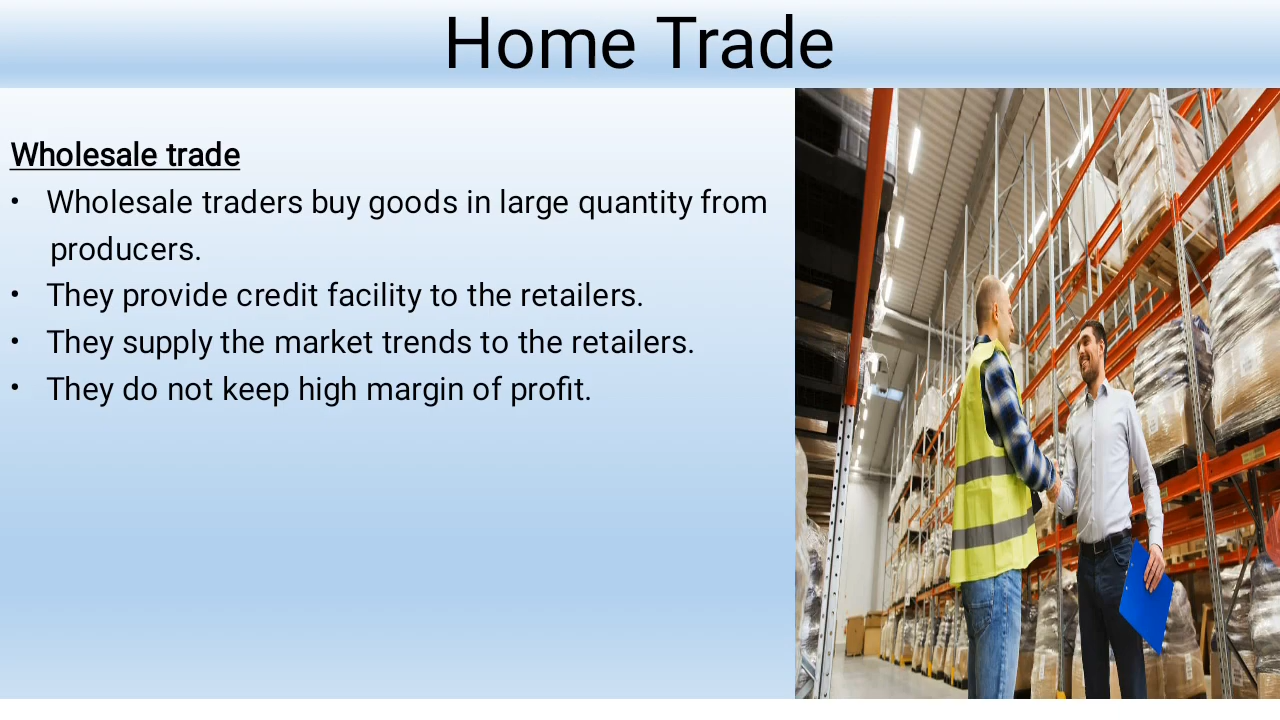 Home Trade
Wholesale trade
• Wholesale traders buy goods in large quantity from
producers.
• They provide credit facility to the retailers.
• They supply the market trends to the retailers.
• They do not keep high margin of profit.